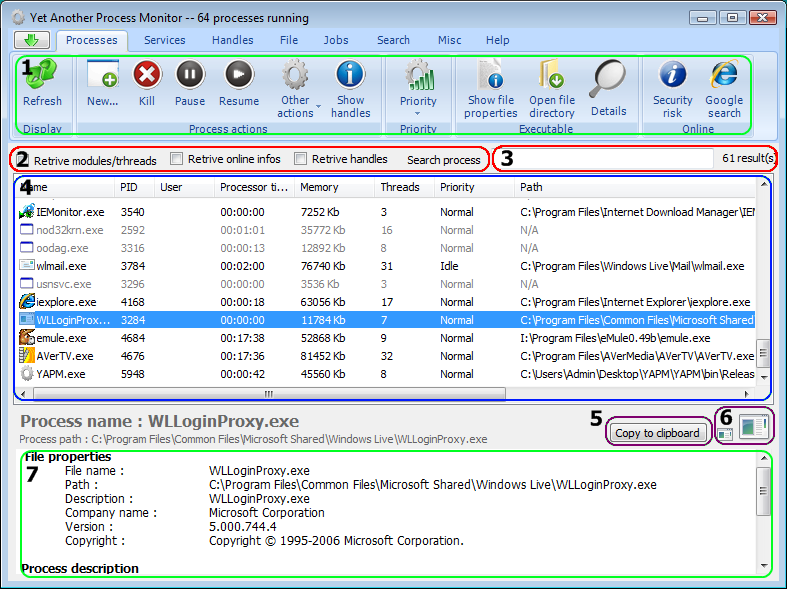 Yet Another Process Monitor -- 64 processes running
Processes Services Handles File Jobs Search Misc Help
1
Refresh New... Kill Pause Resume Other actions Show handles Priority Show file properties Open file directory Details Security risk Google search
Display Process actions Priority Executable Online
2 Retrive modules/trhreads Retrive online infos Retrive handles Search process 3 61 result(s)
4
Name PID User Processor ti... Memory Threads Priority Path
IEMonitor.exe 3540 00:00:00 7252 Kb 3 Normal C:\Program Files\Internet Download Manager\IEM
nod32krn.exe 2592 00:01:01 35772 Kb 16 Normal N/A
oodag.exe 3316 00:00:13 12892 Kb 8 Normal N/A
wlmail.exe 3784 00:02:00 76740 Kb 31 Idle C:\Program Files\Windows Live\Mail\wlmail.exe
usnsvc.exe 3296 00:00:00 3536 Kb 3 Normal N/A
iexplore.exe 4168 00:00:18 63056 Kb 17 Normal C:\Program Files\Internet Explorer\iexplore.exe
WLLoginProx... 3284 00:00:00 11784 Kb 7 Normal C:\Program Files\Common Files\Microsoft Shared
emule.exe 4684 00:17:38 52868 Kb 9 Normal I:\Program Files\eMule0.49b\emule.exe
AVerTV.exe 4676 00:17:36 81452 Kb 32 Normal C:\Program Files\AVerMedia\AVerTV\AVerTV.exe
YAPM.exe 5948 00:00:42 45560 Kb 8 Normal C:\Users\Admin\Desktop\YAPM\YAPM\bin\Releas
Process name : WLLoginProxy.exe
5 Copy to clipboard 6
Process path : C:\Program Files\Common Files\Microsoft Shared\Windows Live\WLLoginProxy.exe
File properties
7
File name : WLLoginProxy.exe
Path : C:\Program Files\Common Files\Microsoft Shared\Windows Live\WLLoginProxy.exe
Description : WLLoginProxy.exe
Company name : Microsoft Corporation
Version : 5.000.744.4
Copyright : Copyright © 1995-2006 Microsoft Corporation.
Process description